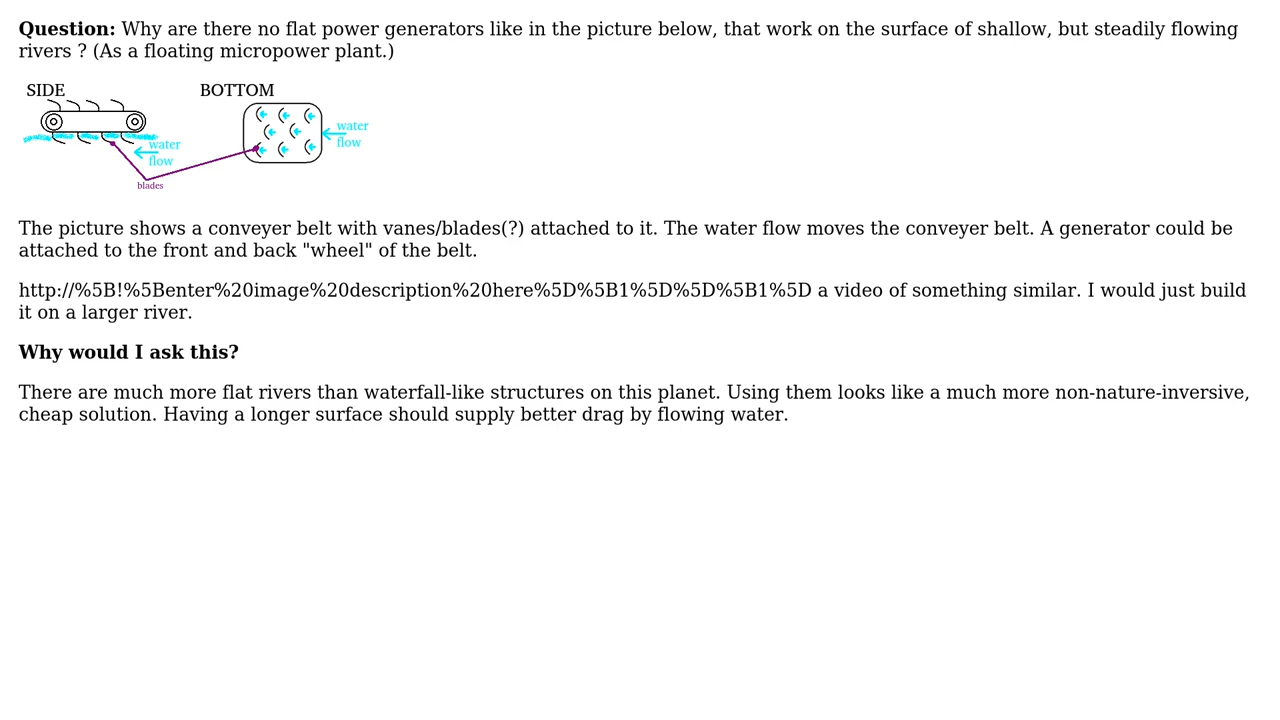 Question: Why are there no flat power generators like in the picture below, that work on the surface of shallow, but steadily flowing
rivers ? (As a floating micropower plant.)
SIDE
BOTTOM
water
flow
water
flow
blades
The picture shows a conveyer belt with vanes/blades(?) attached to it. The water flow moves the conveyer belt. A generator could be
attached to the front and back "wheel" of the belt.
http://%5B!%5Benter%20image%20description%20here%5D%5B1%5D%5D%5B1%5D a video of something similar. I would just build
it on a larger river.
Why would I ask this?
There are much more flat rivers than waterfall-like structures on this planet. Using them looks like a much more non-nature-inversive,
cheap solution. Having a longer surface should supply better drag by flowing water.